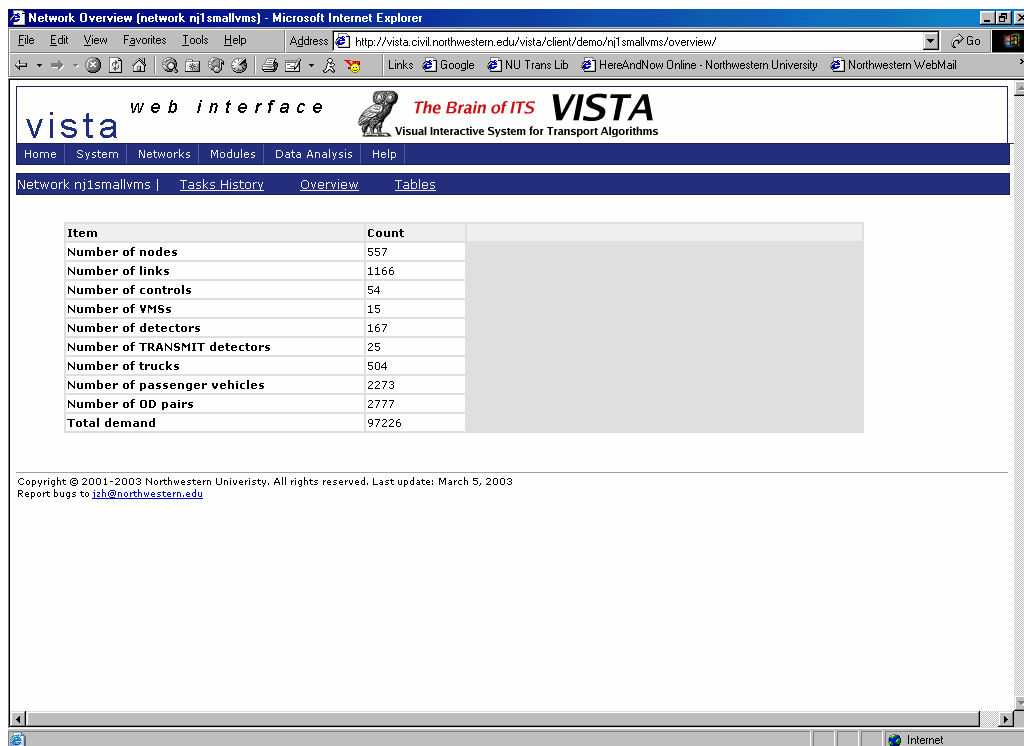 Network Overview (network nj1smallvms) - Microsoft Internet Explorer
File Edit View Favorites Tools Help Address http://vista.civil.northwestern.edu/vista/client/demo/nj1smallvms/overview/ Go
Links Google NU Trans Lib HereAndNow Online - Northwestern University Northwestern WebMail
vista web interface The Brain of ITS VISTA
Visual Interactive System for Transport Algorithms
Home System Networks Modules Data Analysis Help
Network nj1smallvms | Tasks History Overview Tables
Item Count
Number of nodes 557
Number of links 1166
Number of controls 54
Number of VMSs 15
Number of detectors 167
Number of TRANSMIT detectors 25
Number of trucks 504
Number of passenger vehicles 2273
Number of OD pairs 2777
Total demand 97226
Copyright © 2001-2003 Northwestern Univeristy. All rights reserved. Last update: March 5, 2003
Report bugs to jzh@northwestern.edu
Internet